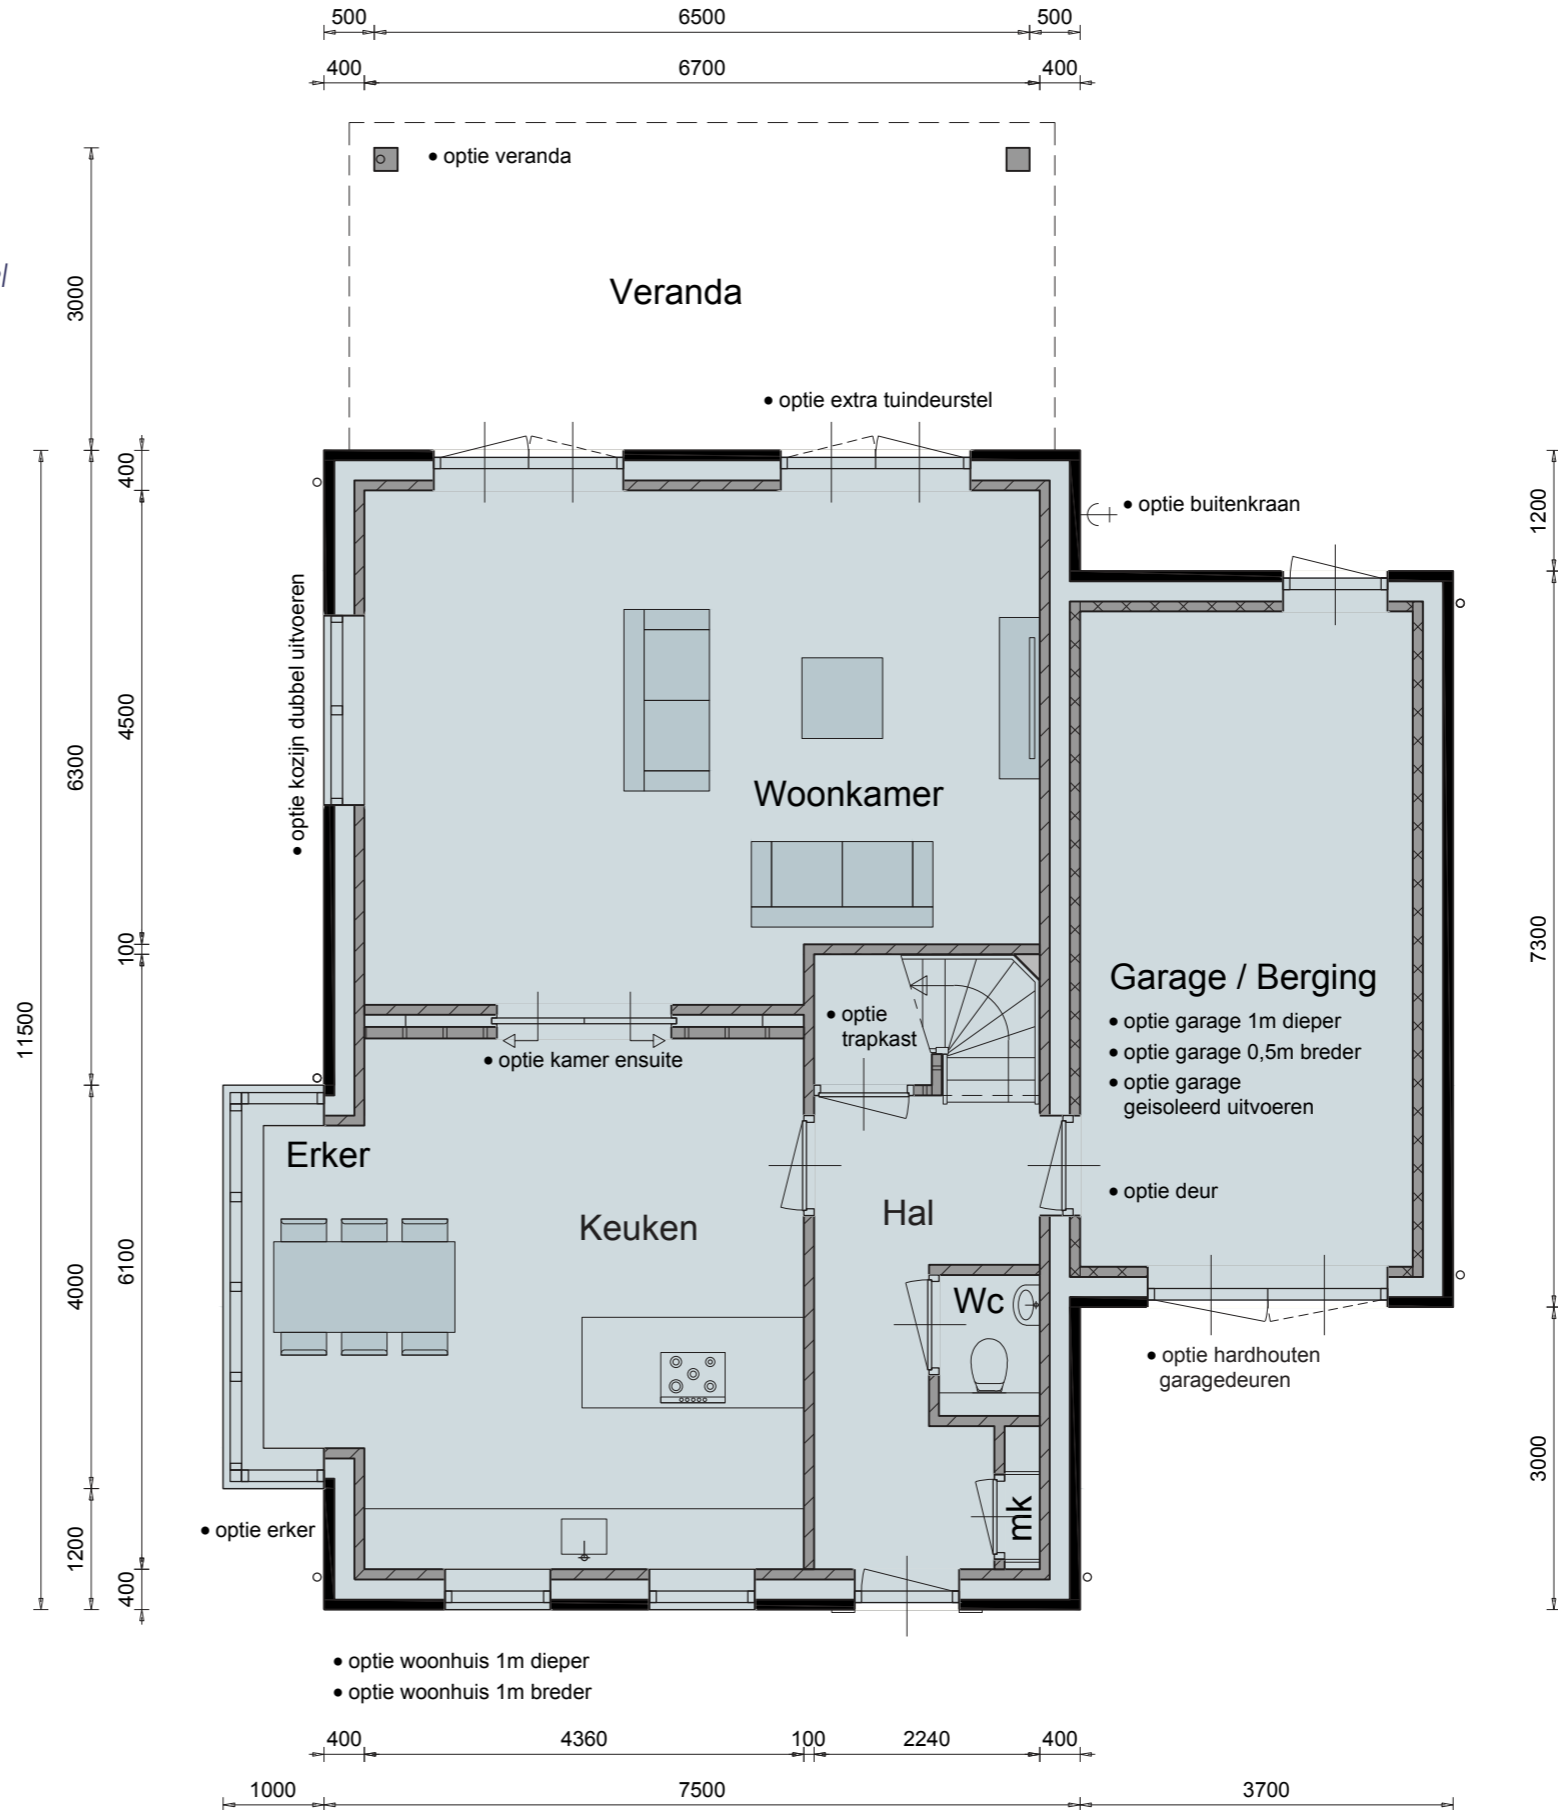 500 6500 500
400 6700 400
• optie veranda
l
3000
Veranda
• optie extra tuindeurstel
400
1200
• optie buitenkraan
• optie kozijn dubbel uitvoeren
4500
6300
Woonkamer
7300
100
Garage / Berging
• optie garage 1m dieper
• optie garage 0,5m breder
• optie garage
geisoleerd uitvoeren
• optie
trapkast
11500
• optie kamer ensuite
Erker
• optie deur
Keuken
Hal
6100
4000
Wc
• optie hardhouten
garagedeuren
3000
mk
• optie erker
1200
400
• optie woonhuis 1m dieper
• optie woonhuis 1m breder
400 4360 100 2240 400
1000 7500 3700